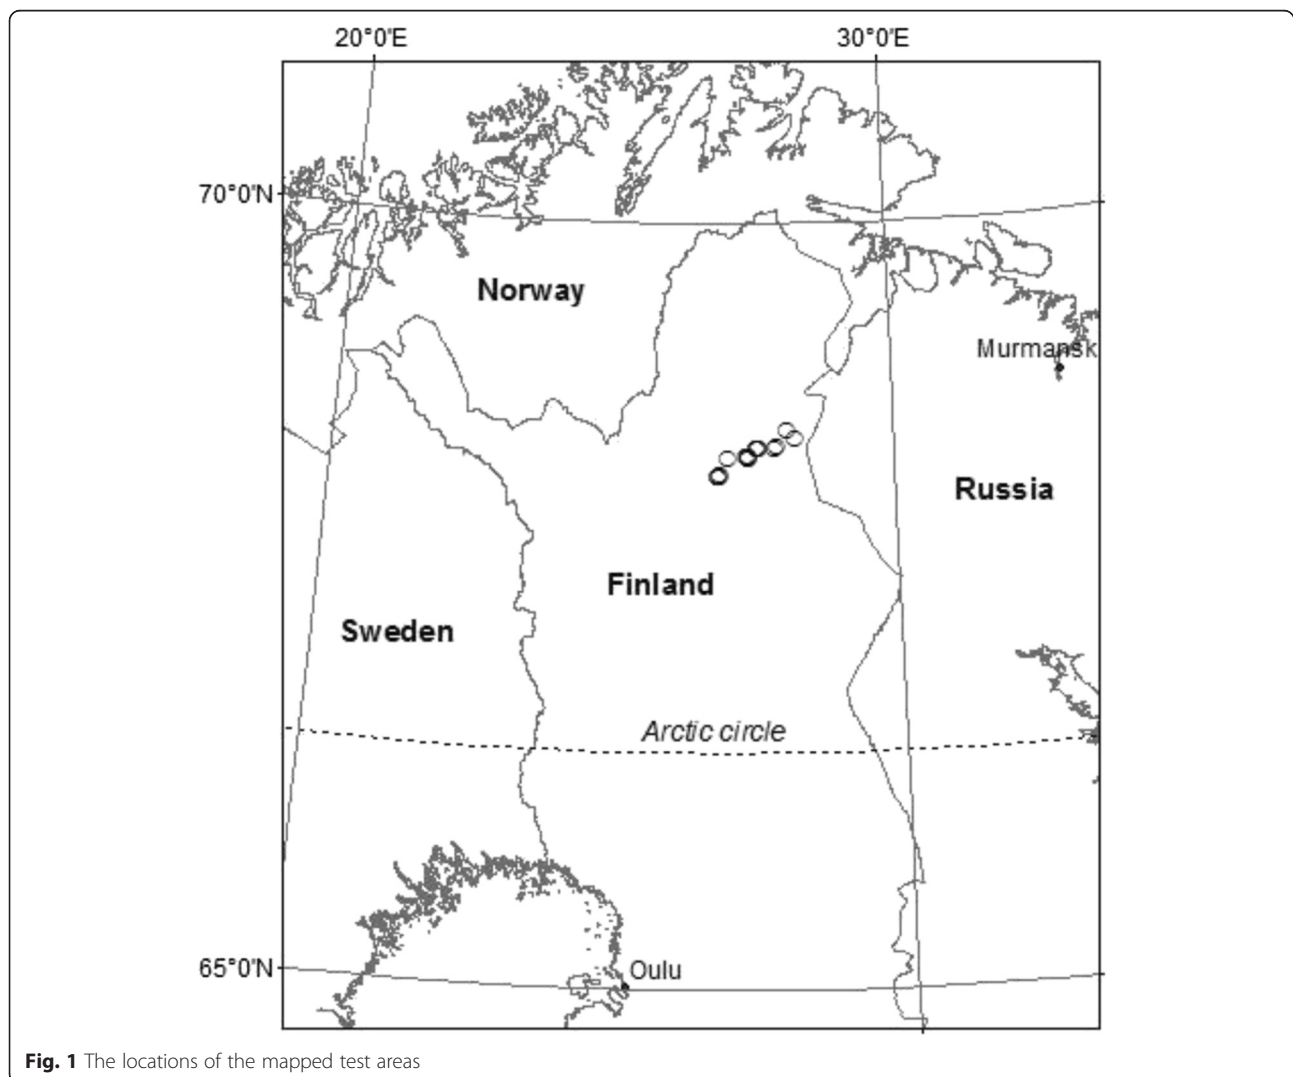 20°0'E 30°0'E
70°0'N
Norway
Murmansk
Russia
Finland
Sweden
Arctic circle
65°0'N
Oulu
Fig. 1 The locations of the mapped test areas